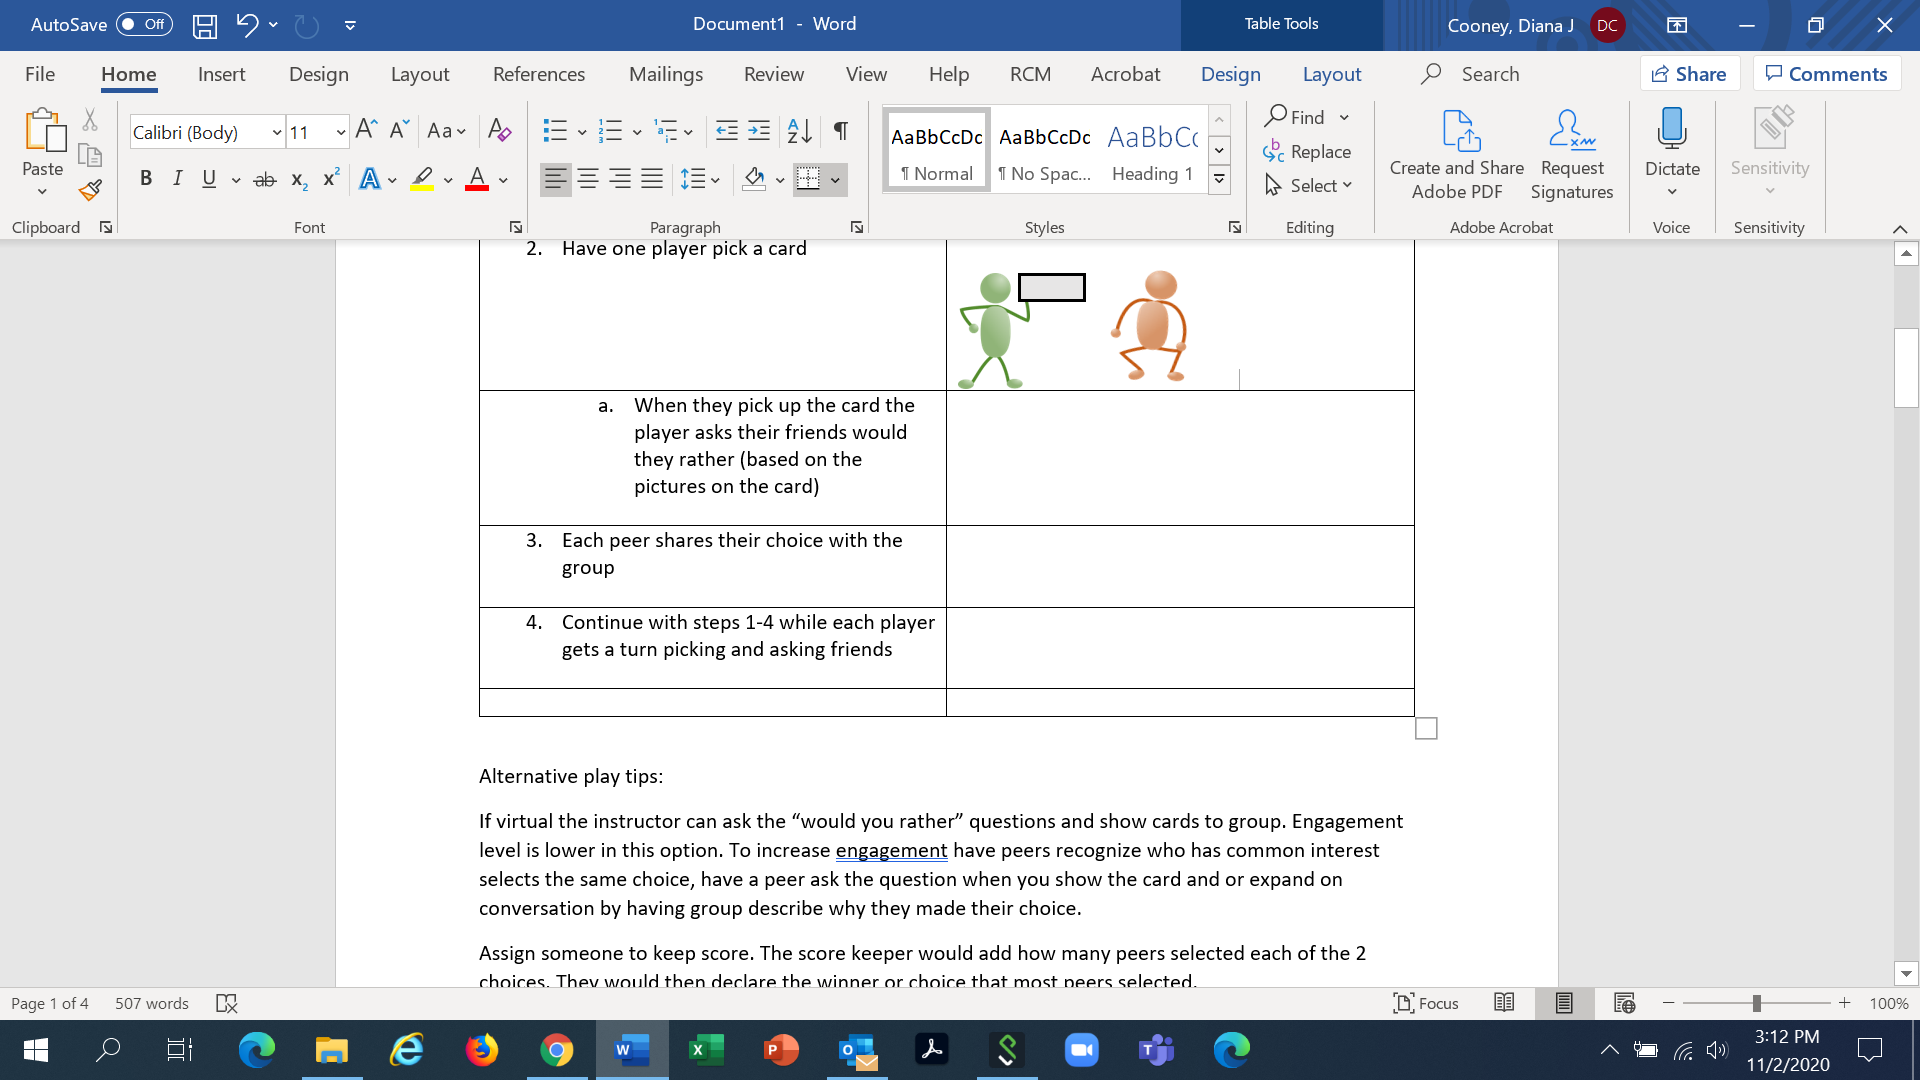 AutoSave Off Document1 - Word Table Tools Cooney, Diana J DC
File Home Insert Design Layout References Mailings Review View Help RCM Acrobat Design Layout Search Share Comments
Paste
Clipboard
Calibri (Body) 11 A A Aa A
B I U ab x2 x2 A A
Font
Paragraph
AaBbCcDc AaBbCcDc AaBbCc
¶ Normal ¶ No Spac... Heading 1
Styles
Find
Replace
Select
Editing
Create and Share
Adobe PDF
Request
Signatures
Adobe Acrobat
Dictate
Voice
Sensitivity
Sensitivity
2. Have one player pick a card
a. When they pick up the card the
player asks their friends would
they rather (based on the
pictures on the card)
3. Each peer shares their choice with the
group
4. Continue with steps 1-4 while each player
gets a turn picking and asking friends
Alternative play tips:
If virtual the instructor can ask the “would you rather” questions and show cards to group. Engagement
level is lower in this option. To increase engagement have peers recognize who has common interest
selects the same choice, have a peer ask the question when you show the card and or expand on
conversation by having group describe why they made their choice.
Assign someone to keep score. The score keeper would add how many peers selected each of the 2
choices. They would then declare the winner or choice that most peers selected.
Page 1 of 4 507 words Focus 100%
3:12 PM
11/2/2020